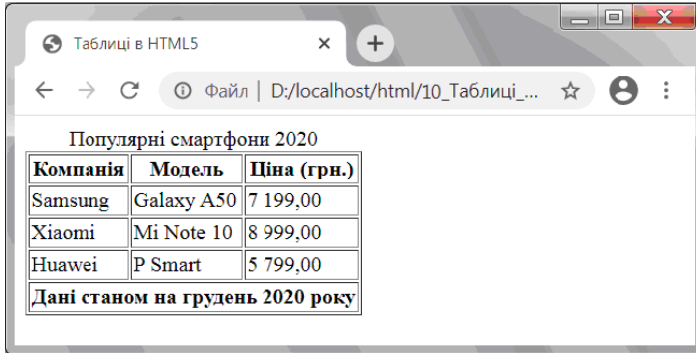 Таблиці в HTML5
Файл | D:/localhost/html/10_Таблиці_...
Популярні смартфони 2020
Компанія Модель Ціна (грн.)
Samsung Galaxy A50 7 199,00
Xiaomi Mi Note 10 8 999,00
Huawei P Smart 5 799,00
Дані станом на грудень 2020 року